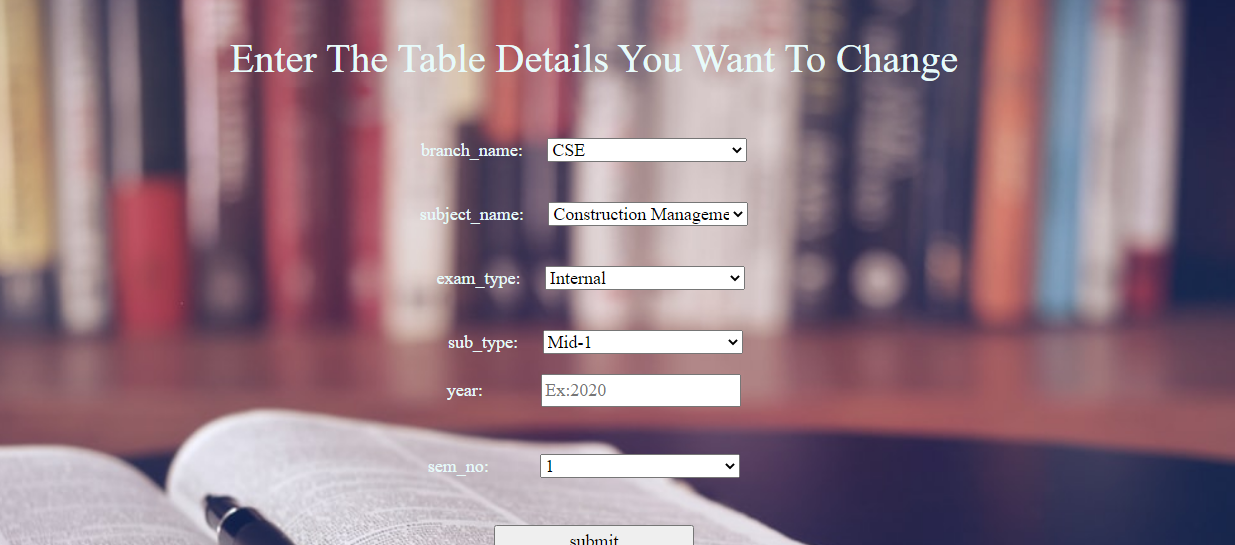 Enter The Table Details You Want To Change
branch_name: CSE
subject_name: Construction Manageme
exam_type: Internal
sub_type: Mid-1
year: Ex:2020
sem_no: 1
submit